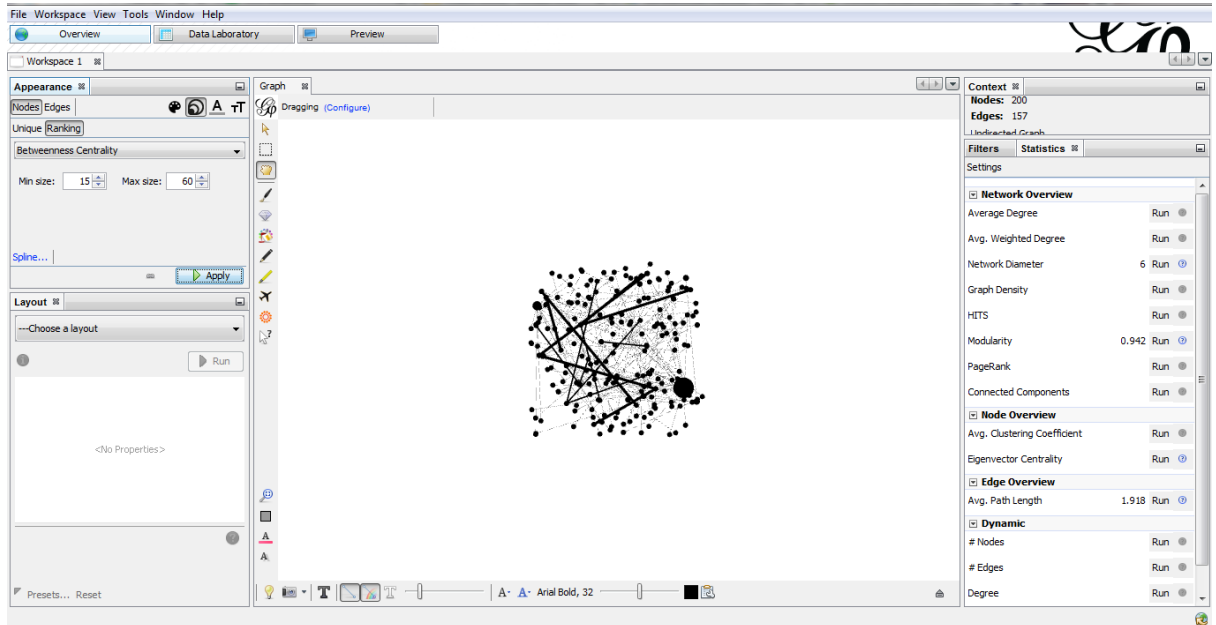 File Workspace View Tools Window Help
Overview Data Laboratory Preview
Workspace 1
Appearance
Nodes Edges A TT
Unique Ranking
Betweenness Centrality
Min size: 15 Max size: 60
Spline...
Apply
Layout
---Choose a layout
Run
<No Properties>
Presets... Reset
Graph
Dragging (Configure)
A
A
T T A- A- Arial Bold, 32
Context
Nodes: 200
Edges: 157
Undirected Graph
Filters Statistics
Settings
Network Overview
Average Degree Run
Avg. Weighted Degree Run
Network Diameter 6 Run
Graph Density Run
HITS Run
Modularity 0.942 Run
PageRank Run
Connected Components Run
Node Overview
Avg. Clustering Coefficient Run
Eigenvector Centrality Run
Edge Overview
Avg. Path Length 1.918 Run
Dynamic
# Nodes Run
# Edges Run
Degree Run